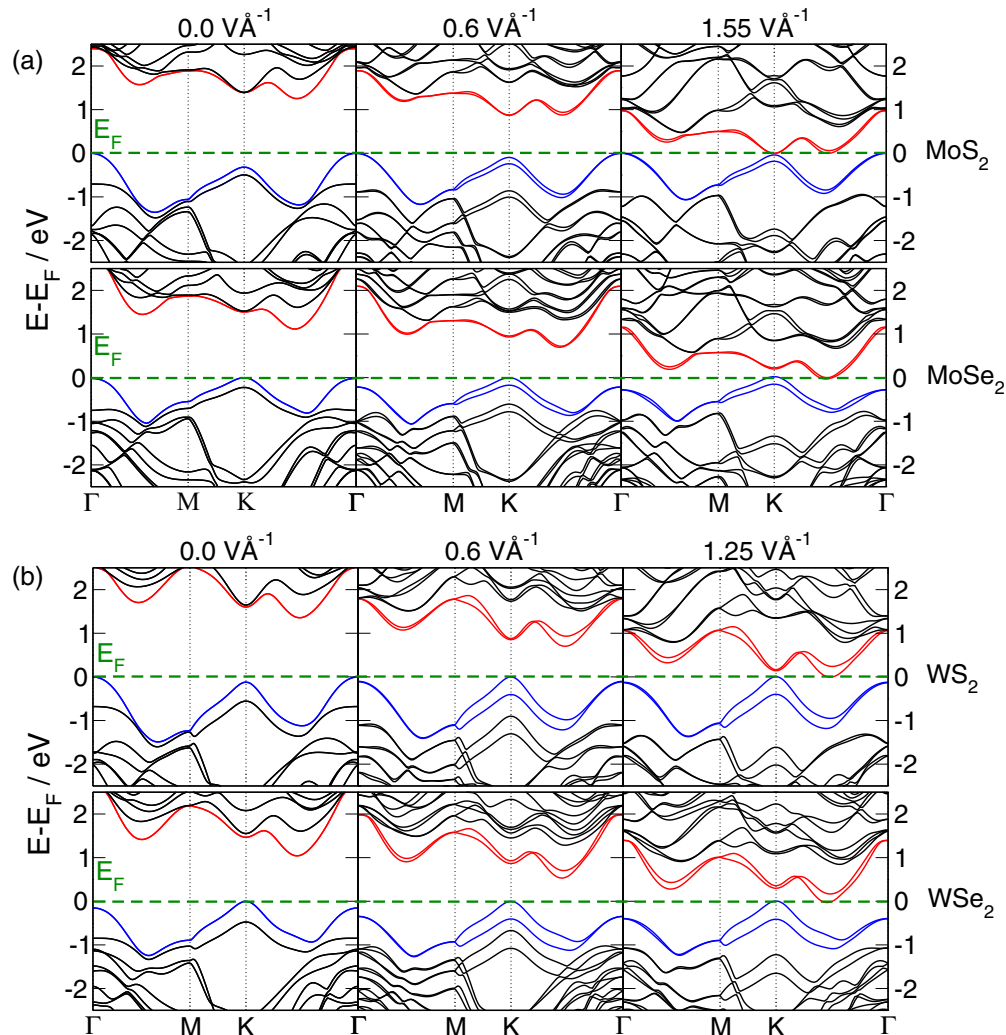 0.0 VÅ⁻¹ 0.6 VÅ⁻¹ 1.55 VÅ⁻¹
(a)
2 2
1 1
E_F
0 0 MoS₂
-1 -1
-2 -2
E-E_F / eV
2 2
1 1
E_F
0 0 MoSe₂
-1 -1
-2 -2
Γ M K Γ M K Γ M K Γ
0.0 VÅ⁻¹ 0.6 VÅ⁻¹ 1.25 VÅ⁻¹
(b)
2 2
1 1
E_F
0 0 WS₂
-1 -1
-2 -2
E-E_F / eV
2 2
1 1
E_F
0 0 WSe₂
-1 -1
-2 -2
Γ M K Γ M K Γ M K Γ